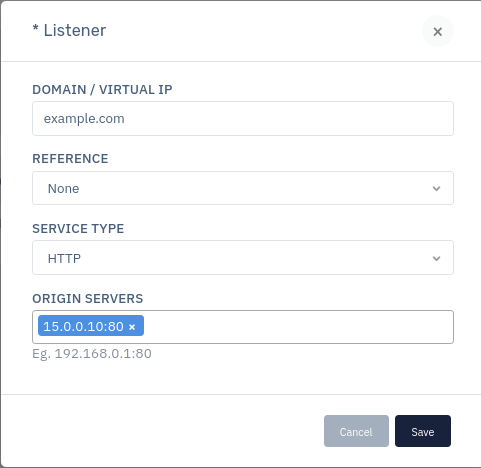 * Listener
×
DOMAIN / VIRTUAL IP
example.com
REFERENCE
None
SERVICE TYPE
HTTP
ORIGIN SERVERS
15.0.0.10:80 ×
Eg. 192.168.0.1:80
Cancel Save